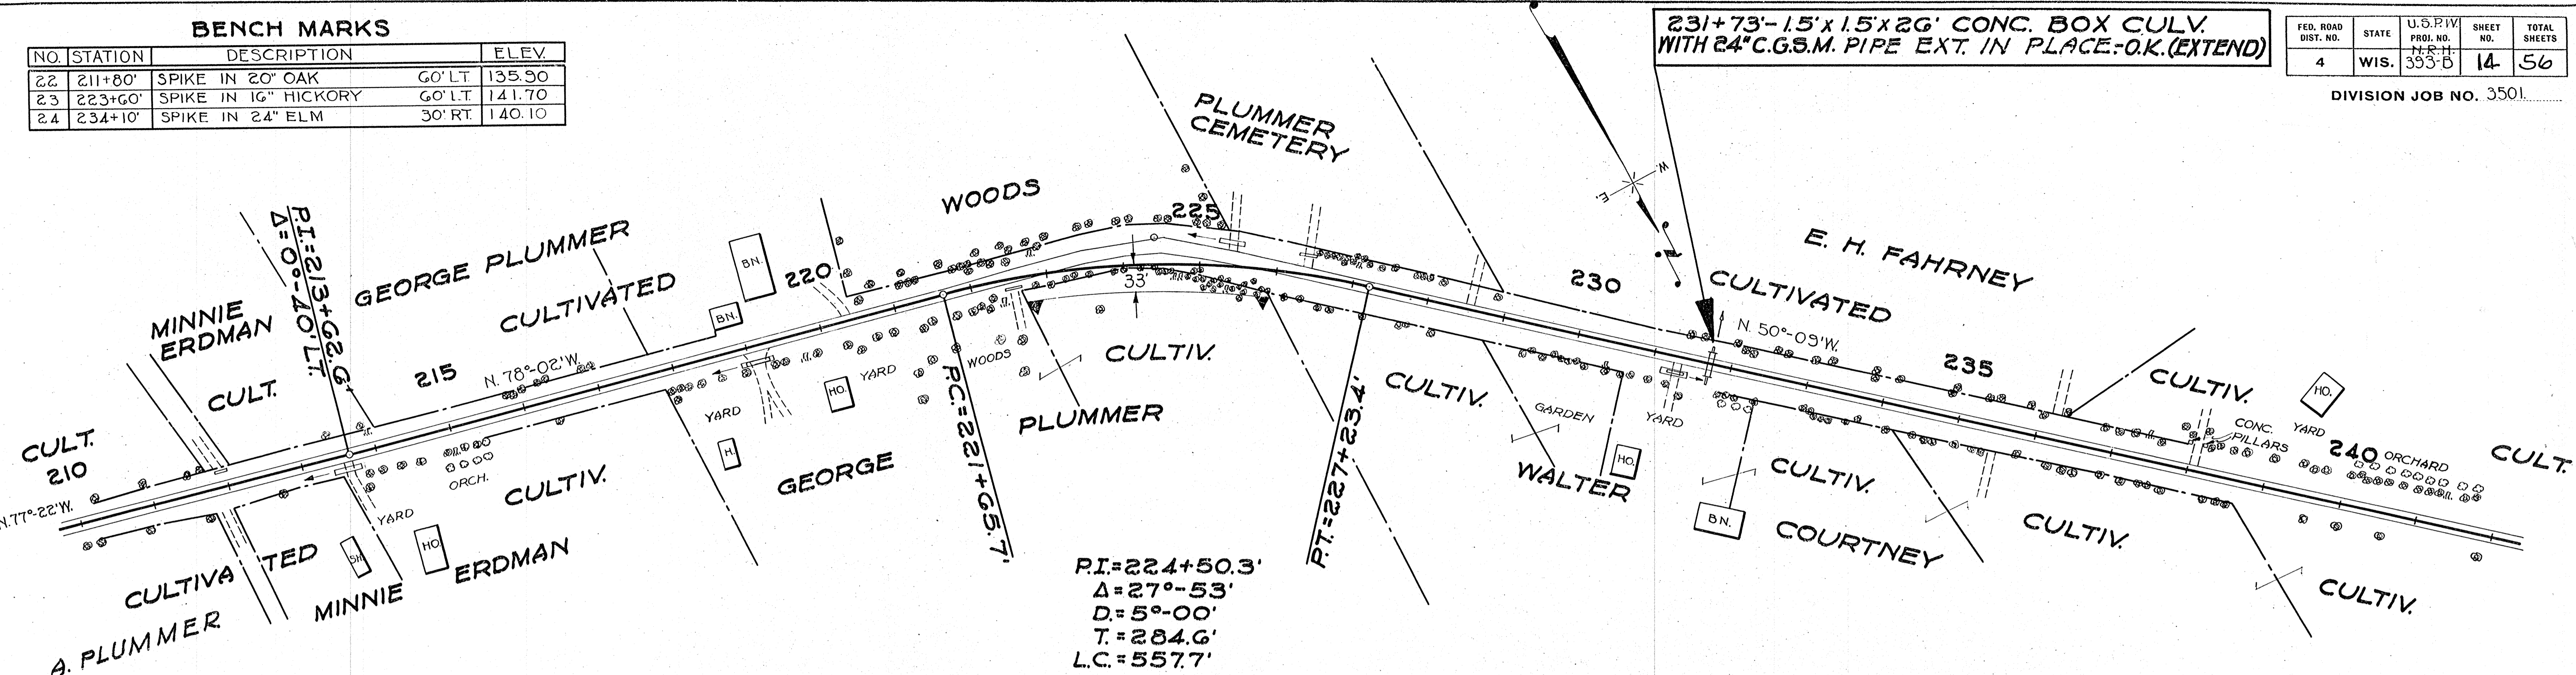 BENCH MARKS
NO. STATION DESCRIPTION ELEV.
22 211+80' SPIKE IN 20" OAK 60' LT. 135.90
23 223+60' SPIKE IN 16" HICKORY 60' LT. 141.70
24 234+10' SPIKE IN 24" ELM 30' RT. 140.10
231+73'-1.5' x 1.5' x 26' CONC. BOX CULV.
WITH 24" C.G.S.M. PIPE EXT. IN PLACE.-O.K. (EXTEND)
FED. ROAD DIST. NO. STATE U.S.P.W. PROJ. NO. SHEET NO. TOTAL SHEETS
4 WIS. N.R.H. 393-B 14 56
DIVISION JOB NO. 3501
PLUMMER
CEMETERY
W.
E.
N
WOODS
225
P.I.=213+62.6'
Δ=0°-40' LT.
MINNIE
ERDMAN
CULT.
GEORGE PLUMMER
CULTIVATED
BN.
BN.
220
33'
230
E. H. FAHRNEY
CULTIVATED
N. 50°-09' W.
235
CULTIV.
HO.
CONC.
PILLARS
YARD
240
ORCHARD
CULT.
CULT.
210
N. 77°-22' W.
215
N. 78°-02' W.
ORCH.
CULTIV.
YARD
YARD
H.
HO.
YARD
WOODS
CULTIV.
PLUMMER
GEORGE
P.C.=221+65.7'
P.T.=227+23.4'
CULTIV.
GARDEN
YARD
WALTER
HO.
BN.
CULTIV.
COURTNEY
CULTIV.
CULTIV.
CULTIVATED
SH.
HO
MINNIE
ERDMAN
A. PLUMMER
P.I.=224+50.3'
Δ=27°-53'
D.=5°-00'
T.=284.6'
L.C.=557.7'